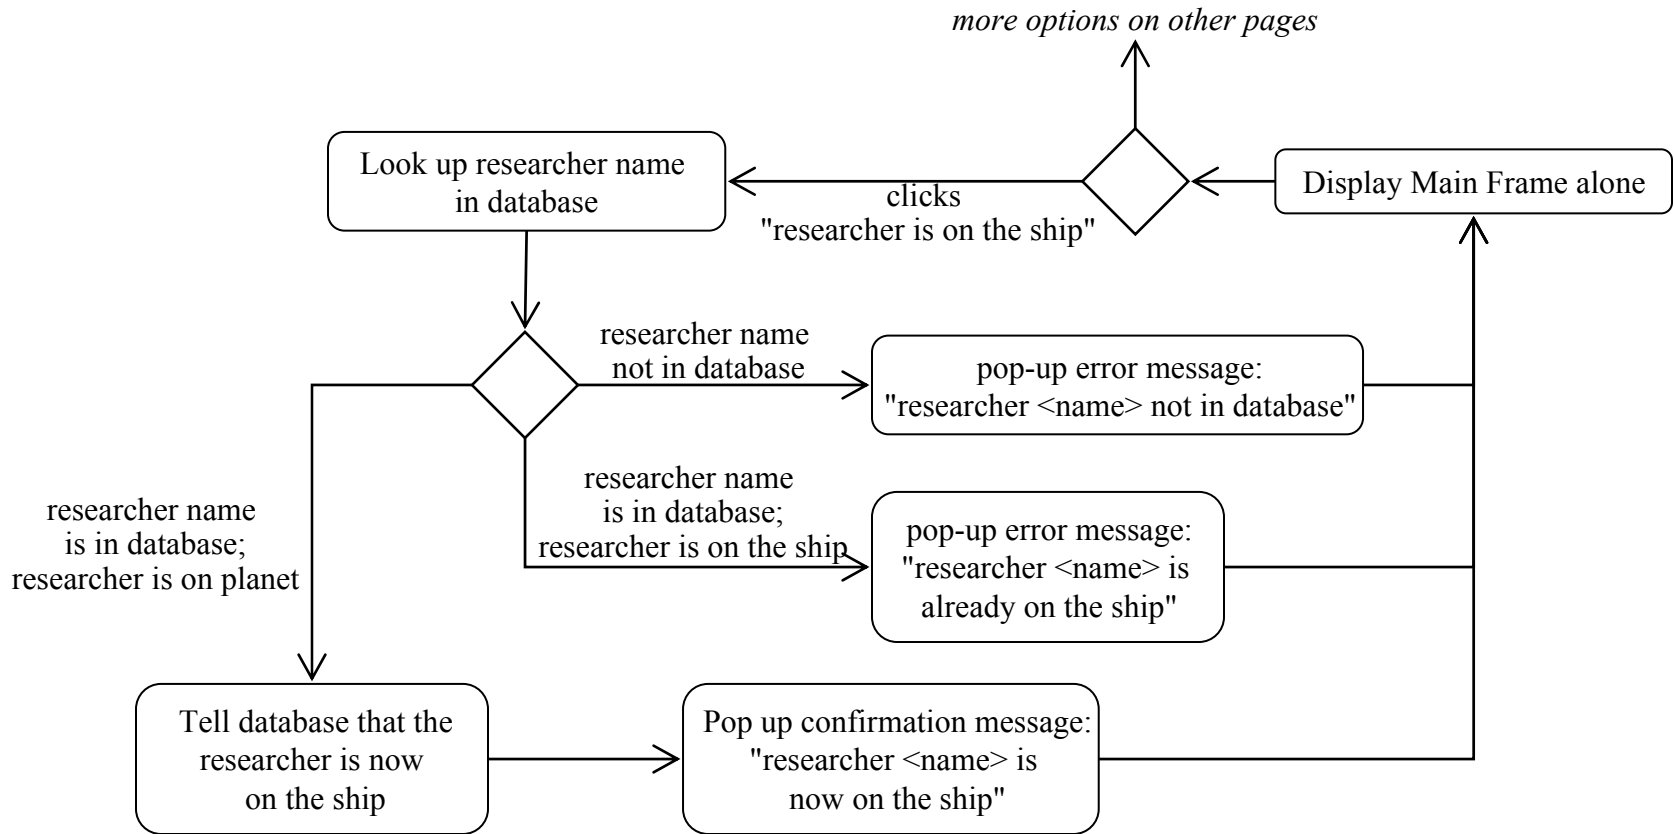 more options on other pages
Look up researcher name
in database
clicks
"researcher is on the ship"
Display Main Frame alone
researcher name
not in database
pop-up error message:
"researcher <name> not in database"
researcher name
is in database;
researcher is on the ship
pop-up error message:
"researcher <name> is
already on the ship"
researcher name
is in database;
researcher is on planet
Tell database that the
researcher is now
on the ship
Pop up confirmation message:
"researcher <name> is
now on the ship"